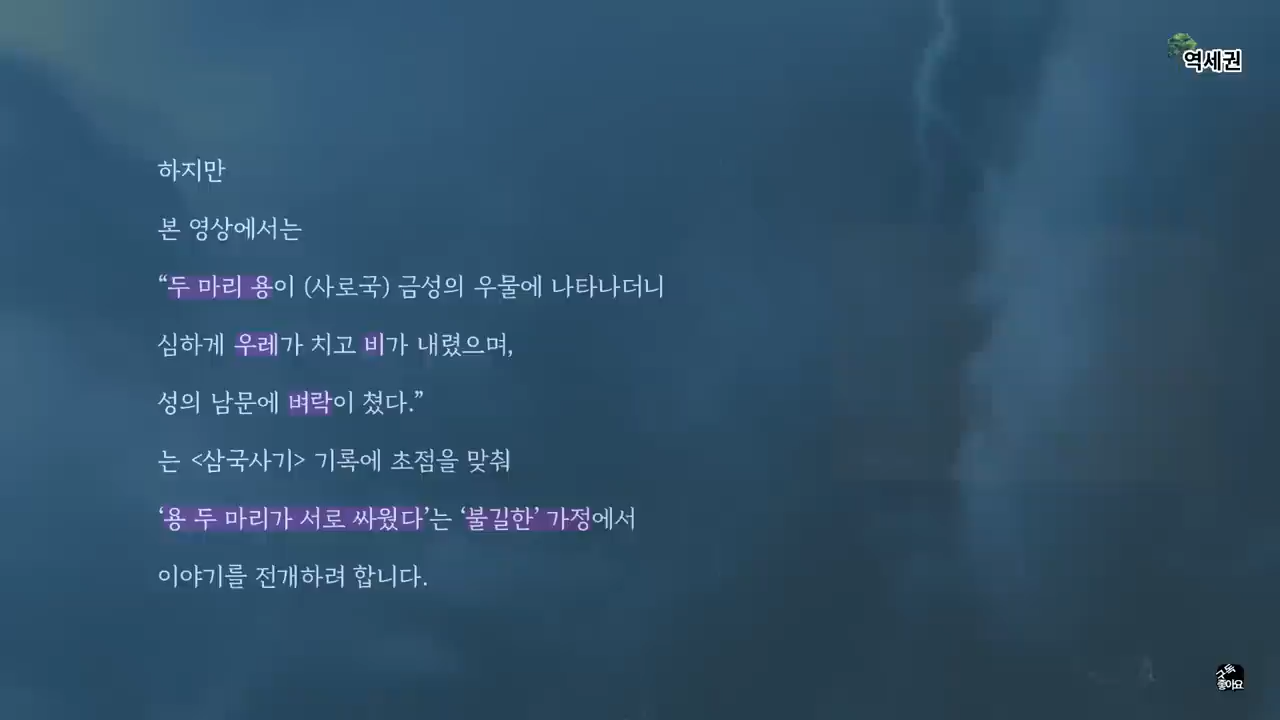 역세권
하지만
본 영상에서는
“두 마리 용이 (사로국) 금성의 우물에 나타나더니
심하게 우레가 치고 비가 내렸으며,
성의 남문에 벼락이 쳤다.”
는 <삼국사기> 기록에 초점을 맞춰
‘용 두 마리가 서로 싸웠다’는 ‘불길한’ 가정에서
이야기를 전개하려 합니다.
구독
좋아요